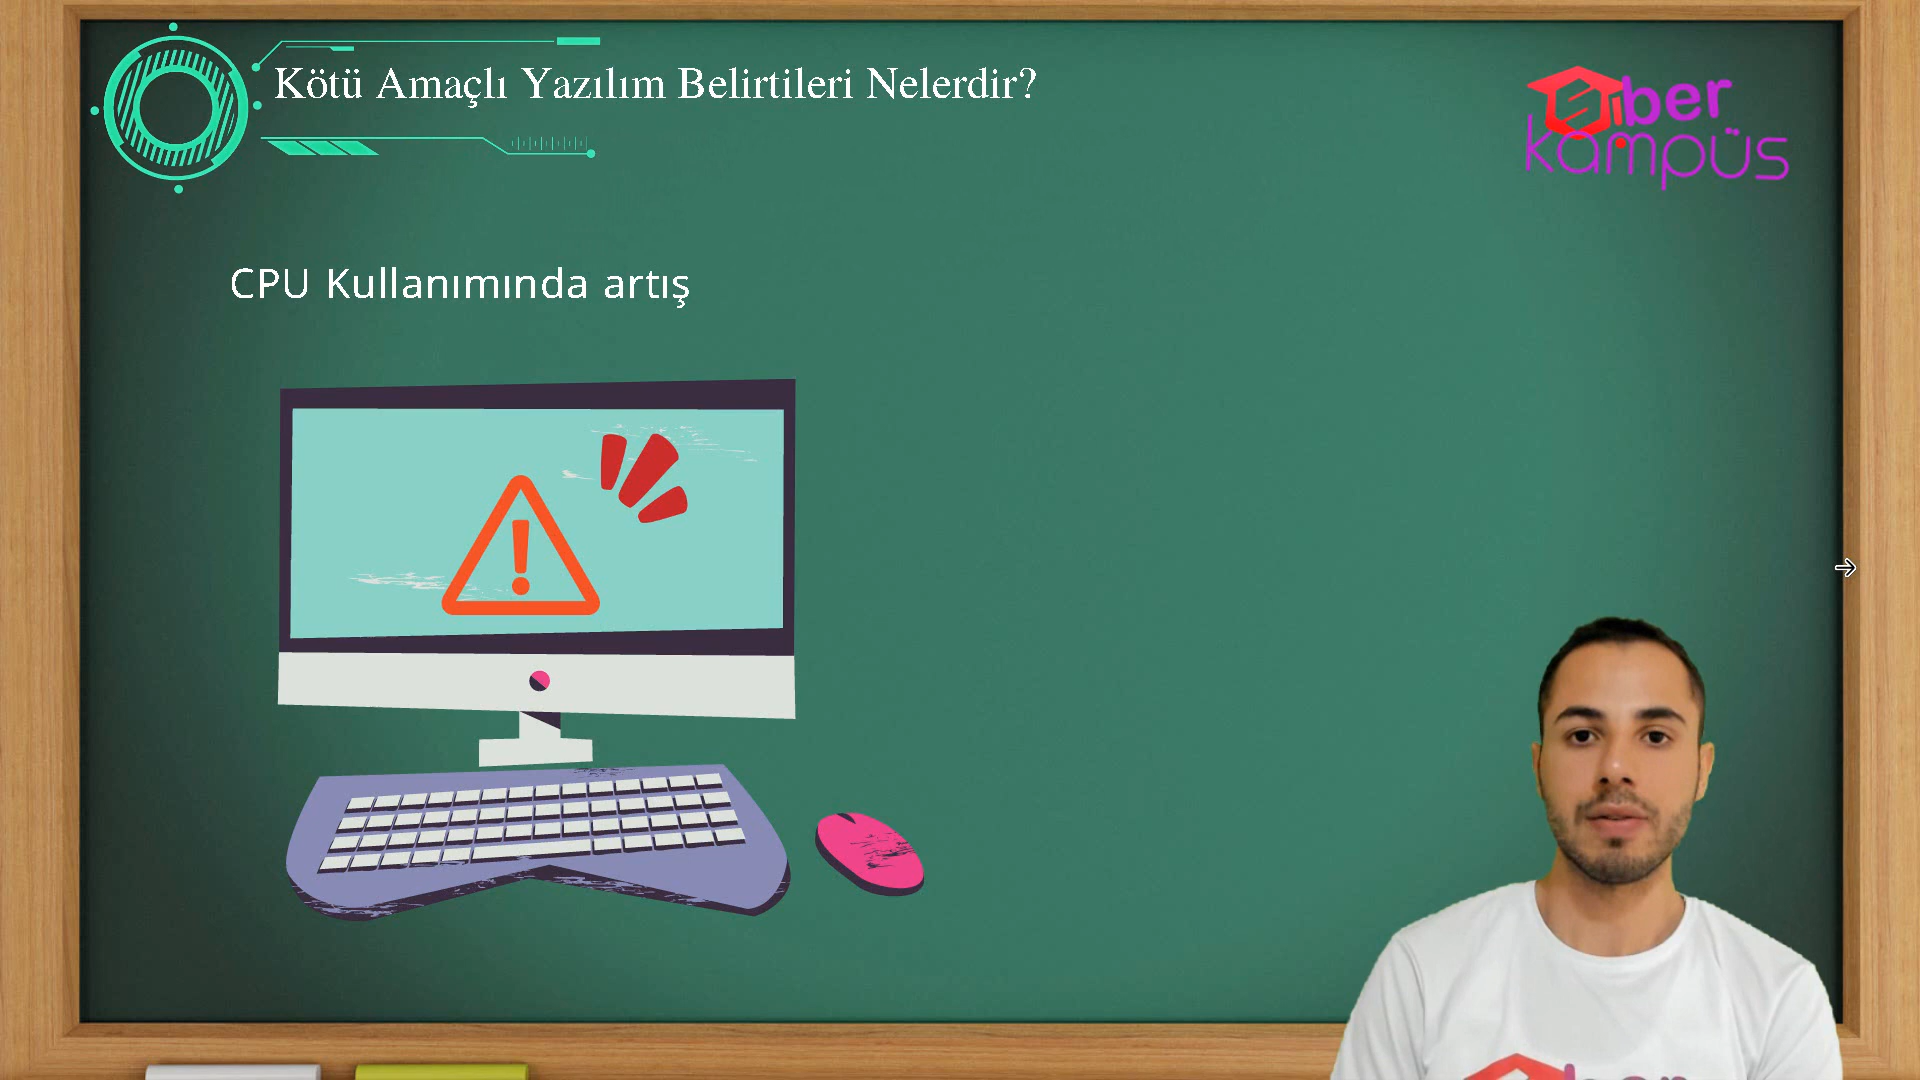 Kötü Amaçlı Yazılım Belirtileri Nelerdir?
Siber
kampüs
CPU Kullanımında artış